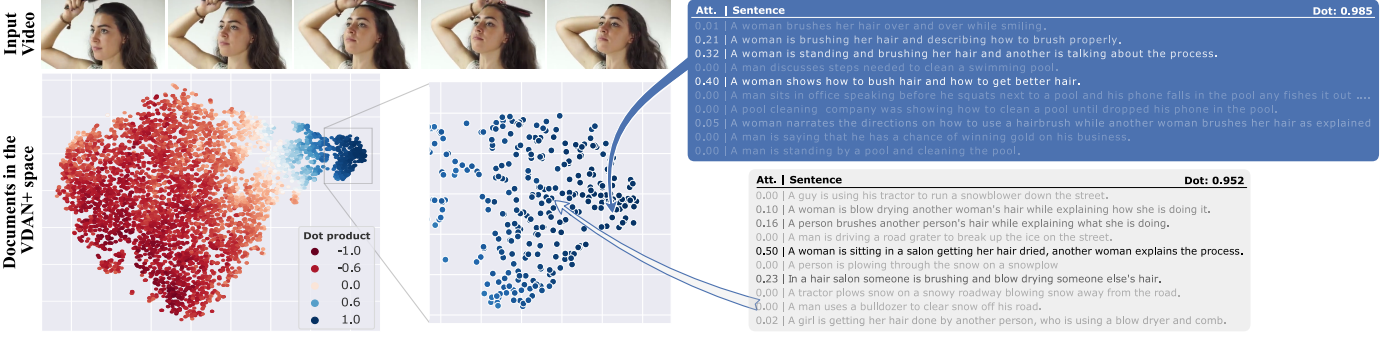 Input
Video
Documents in the
VDAN+ space
Dot product
-1.0
-0.6
0.0
0.6
1.0
Att. | Sentence Dot: 0.985
0.01 | A woman brushes her hair over and over while smiling.
0.21 | A woman is brushing her hair and describing how to brush properly.
0.32 | A woman is standing and brushing her hair and another is talking about the process.
0.00 | A man discusses steps needed to clean a swimming pool.
0.40 | A woman shows how to bush hair and how to get better hair.
0.00 | A man sits in office speaking before he squats next to a pool and his phone falls in the pool any fishes it out ....
0.00 | A pool cleaning company was showing how to clean a pool until dropped his phone in the pool.
0.05 | A woman narrates the directions on how to use a hairbrush while another woman brushes her hair as explained
0.00 | A man is saying that he has a chance of winning gold on his business.
0.00 | A man is standing by a pool and cleaning the pool.
Att. | Sentence Dot: 0.952
0.00 | A guy is using his tractor to run a snowblower down the street.
0.10 | A woman is blow drying another woman's hair while explaining how she is doing it.
0.16 | A person brushes another person's hair while explaining what she is doing.
0.00 | A man is driving a road grater to break up the ice on the street.
0.50 | A woman is sitting in a salon getting her hair dried, another woman explains the process.
0.00 | A person is plowing through the snow on a snowplow
0.23 | In a hair salon someone is brushing and blow drying someone else's hair.
0.00 | A tractor plows snow on a snowy roadway blowing snow away from the road.
0.00 | A man uses a bulldozer to clear snow off his road.
0.02 | A girl is getting her hair done by another person, who is using a blow dryer and comb.